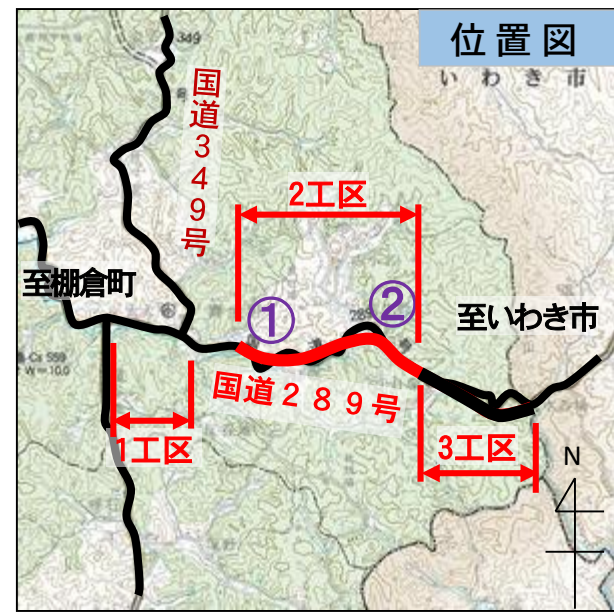 位置図
いわき市
349
国道349号
2工区
至棚倉町
①
②
至いわき市
289
国道289号
1工区
3工区
N